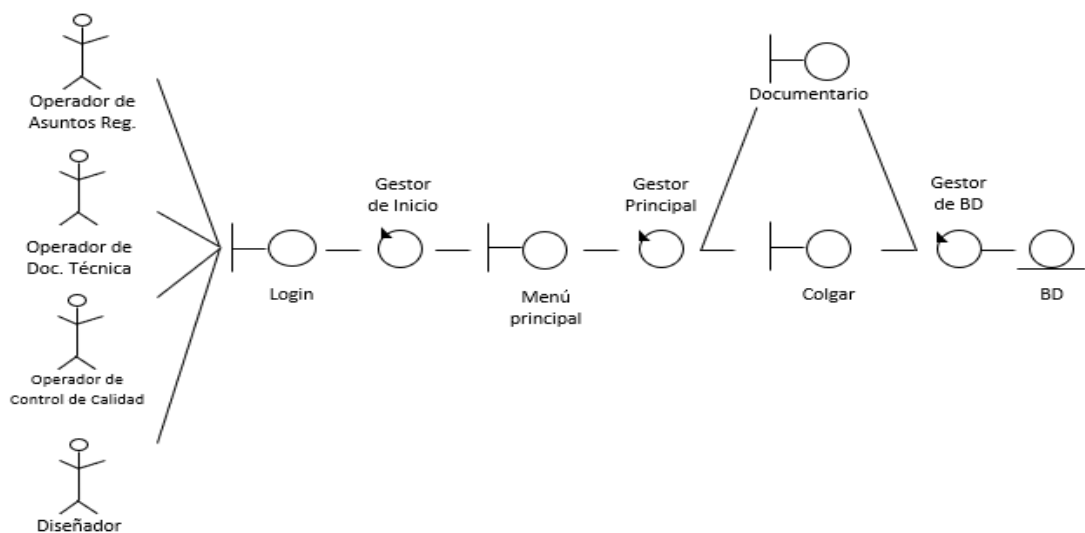 Operador de
Asuntos Reg.
Operador de
Doc. Técnica
Operador de
Control de Calidad
Diseñador
Login
Gestor
de Inicio
Menú
principal
Gestor
Principal
Documentario
Colgar
Gestor
de BD
BD